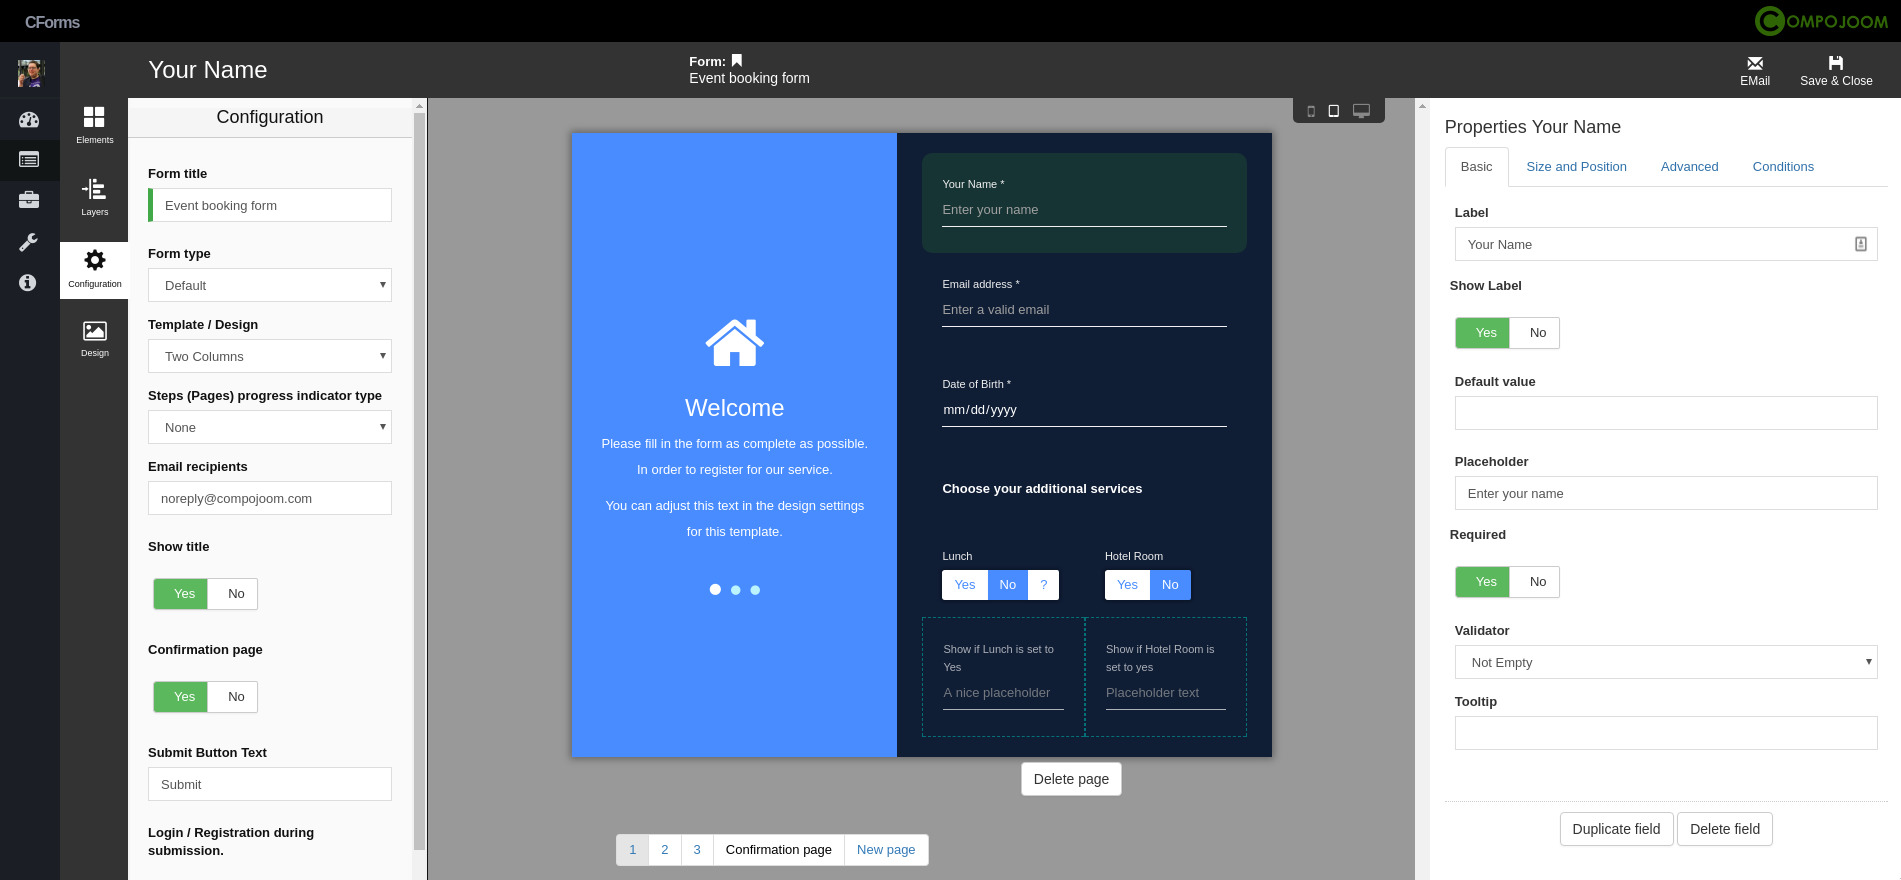 CForms
COMPOJOOM
Your Name
Form:
Event booking form
EMail
Save & Close
Elements
Layers
Configuration
Design
Configuration
Form title
Event booking form
Form type
Default
Template / Design
Two Columns
Steps (Pages) progress indicator type
None
Email recipients
noreply@compojoom.com
Show title
Yes No
Confirmation page
Yes No
Submit Button Text
Submit
Login / Registration during
submission.
Welcome
Please fill in the form as complete as possible.
In order to register for our service.
You can adjust this text in the design settings
for this template.
Your Name *
Enter your name
Email address *
Enter a valid email
Date of Birth *
mm/dd/yyyy
Choose your additional services
Lunch
Yes No ?
Hotel Room
Yes No
Show if Lunch is set to
Yes
A nice placeholder
Show if Hotel Room is
set to yes
Placeholder text
Delete page
1 2 3 Confirmation page New page
Properties Your Name
Basic Size and Position Advanced Conditions
Label
Your Name
Show Label
Yes No
Default value
Placeholder
Enter your name
Required
Yes No
Validator
Not Empty
Tooltip
Duplicate field Delete field